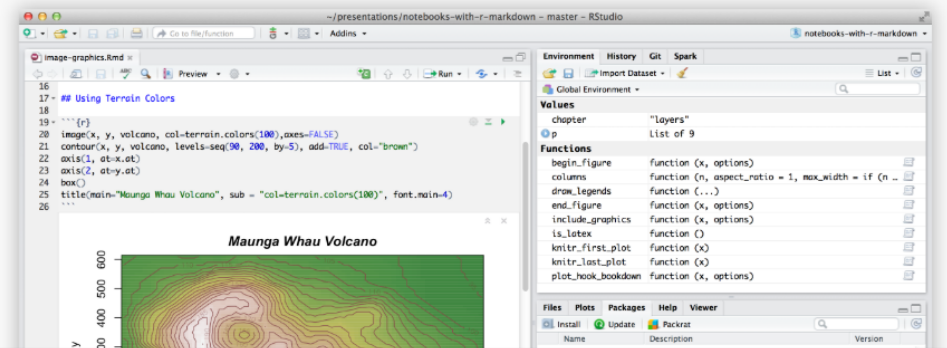 ~/presentations/notebooks-with-r-markdown - master - RStudio
Go to file/function
Addins
notebooks-with-r-markdown
image-graphics.Rmd
Preview
Run
16
17 ## Using Terrain Colors
18
19 ```{r}
20 image(x, y, volcano, col=terrain.colors(100),axes=FALSE)
21 contour(x, y, volcano, levels=seq(90, 200, by=5), add=TRUE, col="brown")
22 axis(1, at=x.at)
23 axis(2, at=y.at)
24 box()
25 title(main="Maunga Whau Volcano", sub = "col=terrain.colors(100)", font.main=4)
26 ```
Maunga Whau Volcano
600
500
400
y
Environment History Git Spark
Import Dataset
List
Global Environment
Values
chapter "layers"
p List of 9
Functions
begin_figure function (x, options)
columns function (n, aspect_ratio = 1, max_width = if (n …
draw_legends function (...)
end_figure function (x, options)
include_graphics function (x, options)
is_latex function ()
knitr_first_plot function (x)
knitr_last_plot function (x)
plot_hook_bookdown function (x, options)
Files Plots Packages Help Viewer
Install Update Packrat
Name Description Version